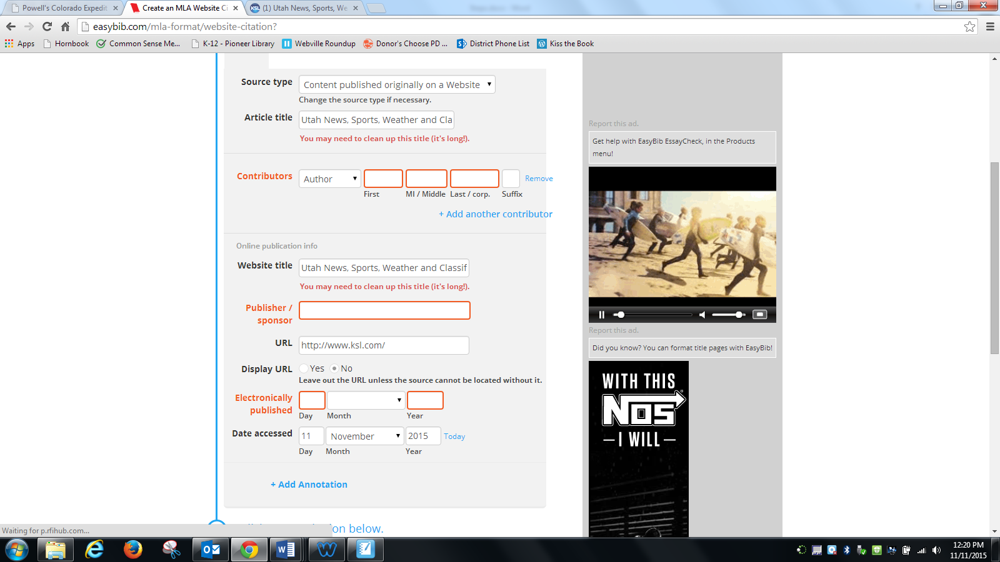 Powell's Colorado Expedit
Create an MLA Website Ci
KSL (1) Utah News, Sports, We
easybib.com/mla-format/website-citation?
Apps Hornbook Common Sense Me... K-12 - Pioneer Library Webville Roundup Donor's Choose PD ... District Phone List Kiss the Book
Source type Content published originally on a Website
Change the source type if necessary.
Article title Utah News, Sports, Weather and Cla
You may need to clean up this title (it's long!).
Contributors Author Remove
First MI / Middle Last / corp. Suffix
+ Add another contributor
Online publication info
Website title Utah News, Sports, Weather and Classif
You may need to clean up this title (it's long!).
Publisher /
sponsor
URL http://www.ksl.com/
Display URL Yes No
Leave out the URL unless the source cannot be located without it.
Electronically
published
Day Month Year
Date accessed 11 November 2015 Today
Day Month Year
+ Add Annotation
on below.
Waiting for p.rfihub.com...
Report this ad.
Get help with EasyBib EssayCheck, in the Products
menu!
Report this ad.
Did you know? You can format title pages with EasyBib!
WITH THIS
NOS
– I WILL –
12:20 PM
11/11/2015